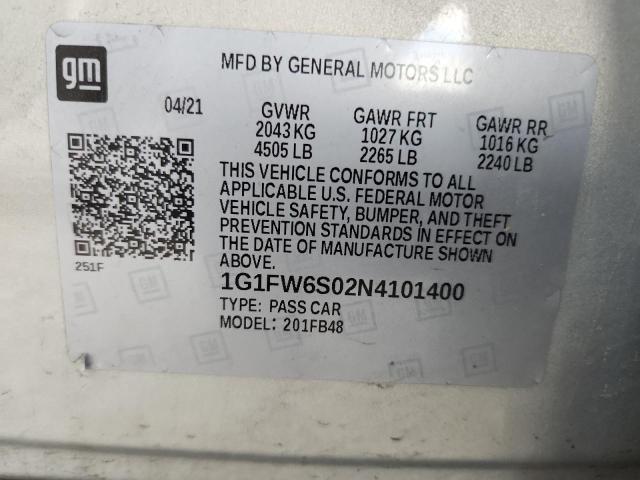 gm
MFD BY GENERAL MOTORS LLC
04/21
GVWR
2043 KG
4505 LB
GAWR FRT
1027 KG
2265 LB
GAWR RR
1016 KG
2240 LB
THIS VEHICLE CONFORMS TO ALL
APPLICABLE U.S. FEDERAL MOTOR
VEHICLE SAFETY, BUMPER, AND THEFT
PREVENTION STANDARDS IN EFFECT ON
THE DATE OF MANUFACTURE SHOWN
ABOVE.
251F
1G1FW6S02N4101400
TYPE: PASS CAR
MODEL: 201FB48